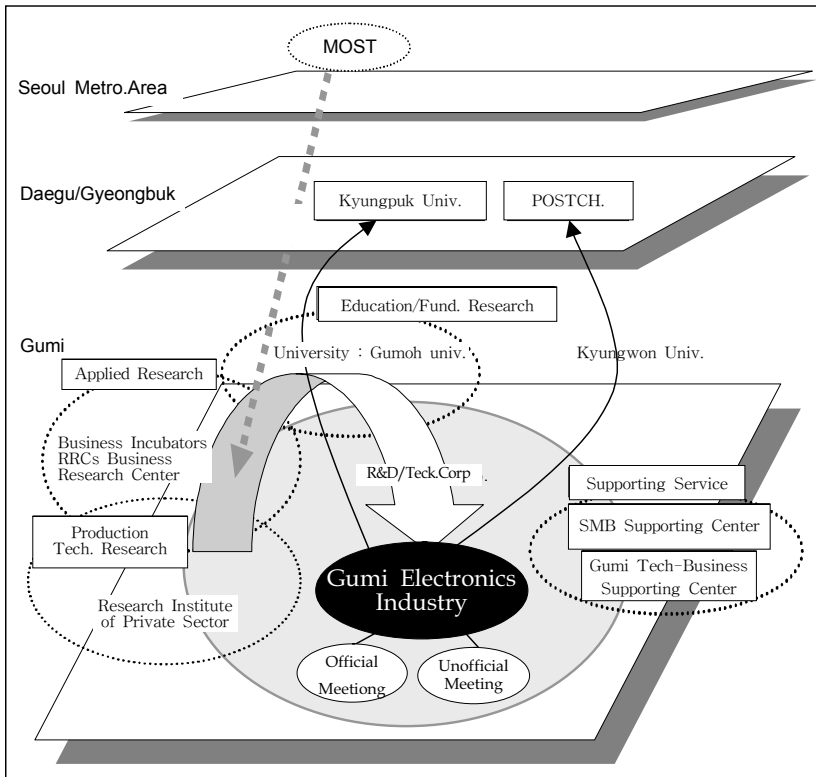 MOST
Seoul Metro.Area
Daegu/Gyeongbuk
Kyungpuk Univ.
POSTCH.
Education/Fund. Research
Gumi
University : Gumoh univ.
Kyungwon Univ.
Applied Research
Business Incubators
RRCs Business
Research Center
R&D/Teck.Corp .
Supporting Service
Production
Tech. Research
SMB Supporting Center
Gumi Tech-Business
Supporting Center
Gumi Electronics
Industry
Research Institute
of Private Sector
Official
Meetiong
Unofficial
Meeting